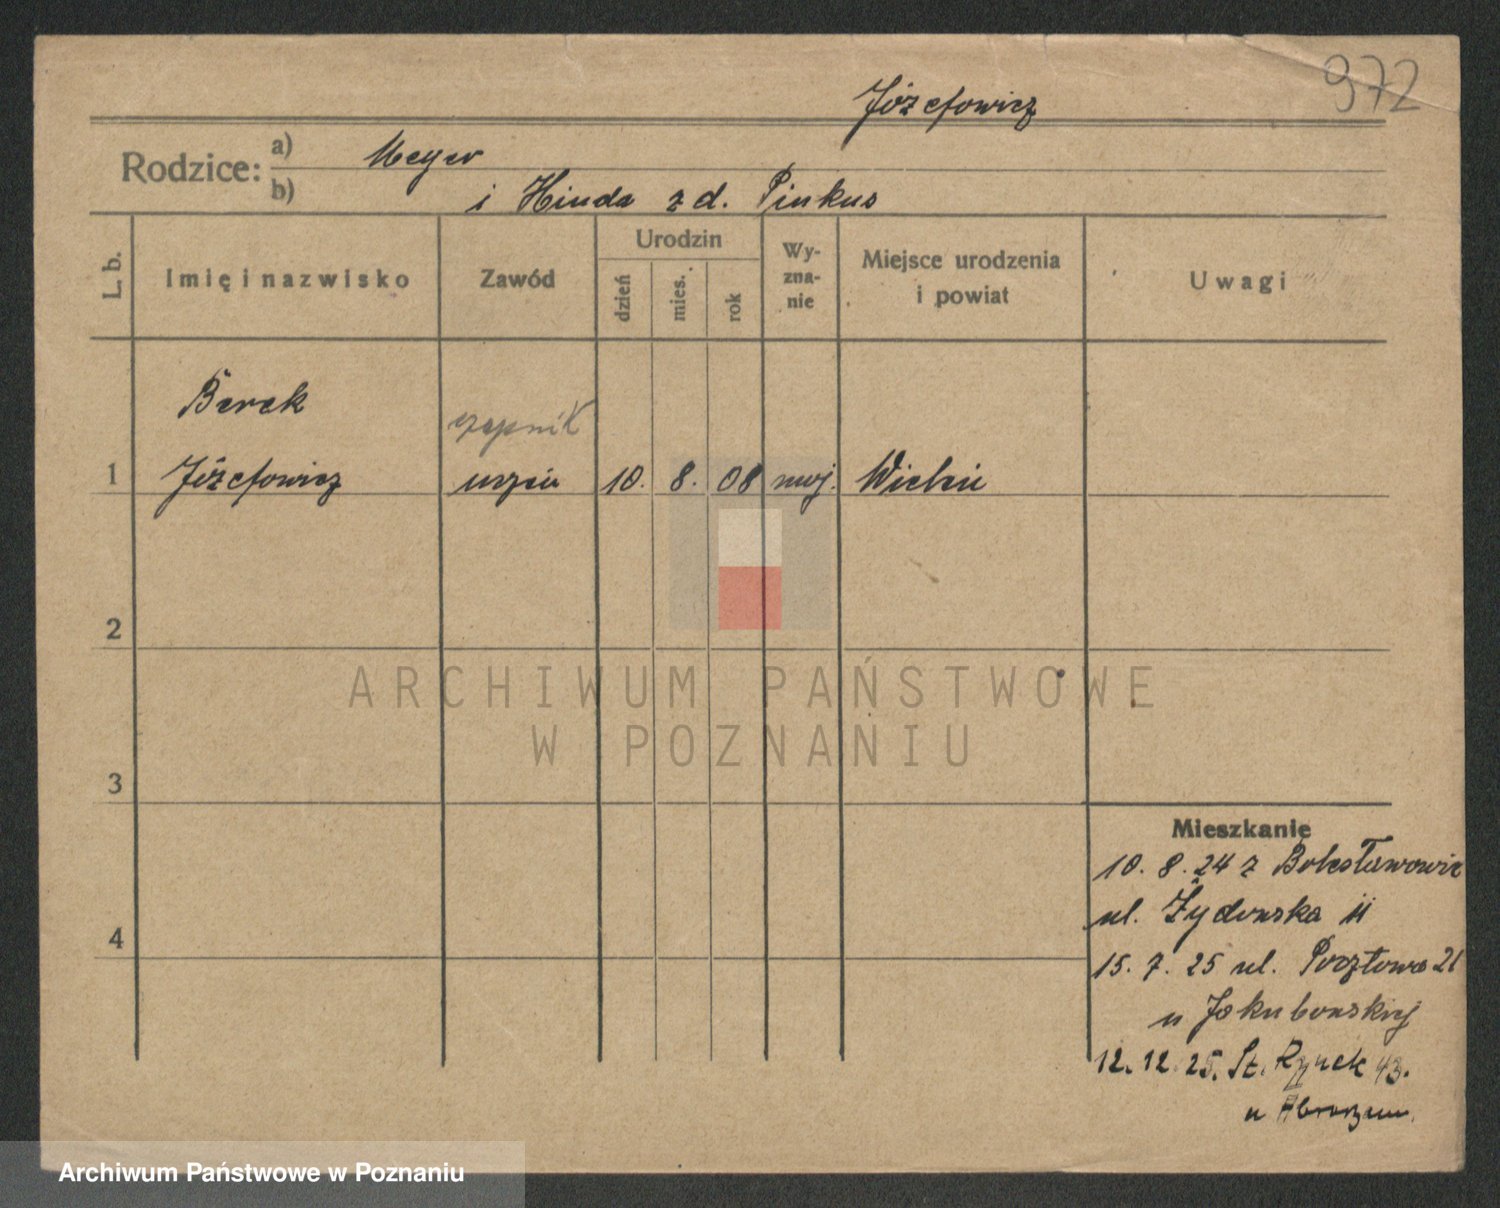 972
Józefowicz
Rodzice:
a) Meyer
b) i Hinda z d. Pinkus
L. b.
Imię i nazwisko
Zawód
Urodzin
dzień
mies.
rok
Wy-
zna-
nie
Miejsce urodzenia
i powiat
Uwagi
Berek
czapnik
1 Józefowicz uczeń 10. 8. 08 mojż. Wieluń
2
3
4
ARCHIWUM PAŃSTWOWE
W POZNANIU
Mieszkanie
10. 8. 24 z Bolesławowic
ul. Żydowska 11
15. 7. 25 ul. Pocztowa 21
u Jakubowskiej
12. 12. 25. St. Rynek 43.
u
Archiwum Państwowe w Poznaniu